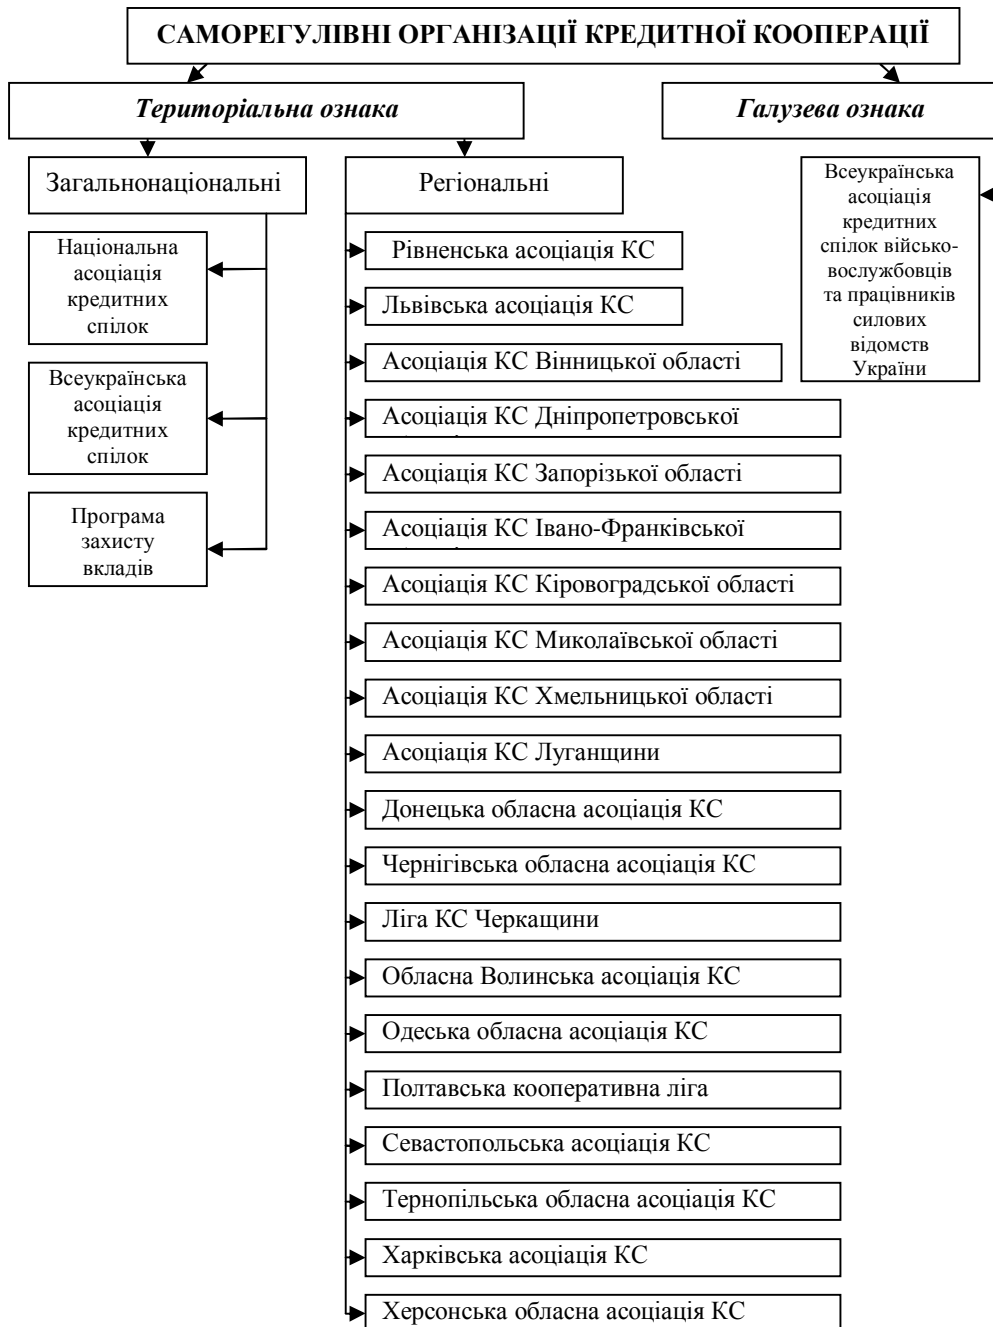 САМОРЕГУЛІВНІ ОРГАНІЗАЦІЇ КРЕДИТНОЇ КООПЕРАЦІЇ
Територіальна ознака
Галузева ознака
Загальнонаціональні
Регіональні
Національна
асоціація
кредитних
спілок
Всеукраїнська
асоціація
кредитних
спілок
Програма
захисту
вкладів
Рівненська асоціація КС
Львівська асоціація КС
Асоціація КС Вінницької області
Асоціація КС Дніпропетровської
Асоціація КС Запорізької області
Асоціація КС Івано-Франківської
Асоціація КС Кіровоградської області
Асоціація КС Миколаївської області
Асоціація КС Хмельницької області
Асоціація КС Луганщини
Донецька обласна асоціація КС
Чернігівська обласна асоціація КС
Ліга КС Черкащини
Обласна Волинська асоціація КС
Одеська обласна асоціація КС
Полтавська кооперативна ліга
Севастопольська асоціація КС
Тернопільська обласна асоціація КС
Харківська асоціація КС
Херсонська обласна асоціація КС
Всеукраїнська
асоціація
кредитних
спілок військо-
вослужбовців
та працівників
силових
відомств
України